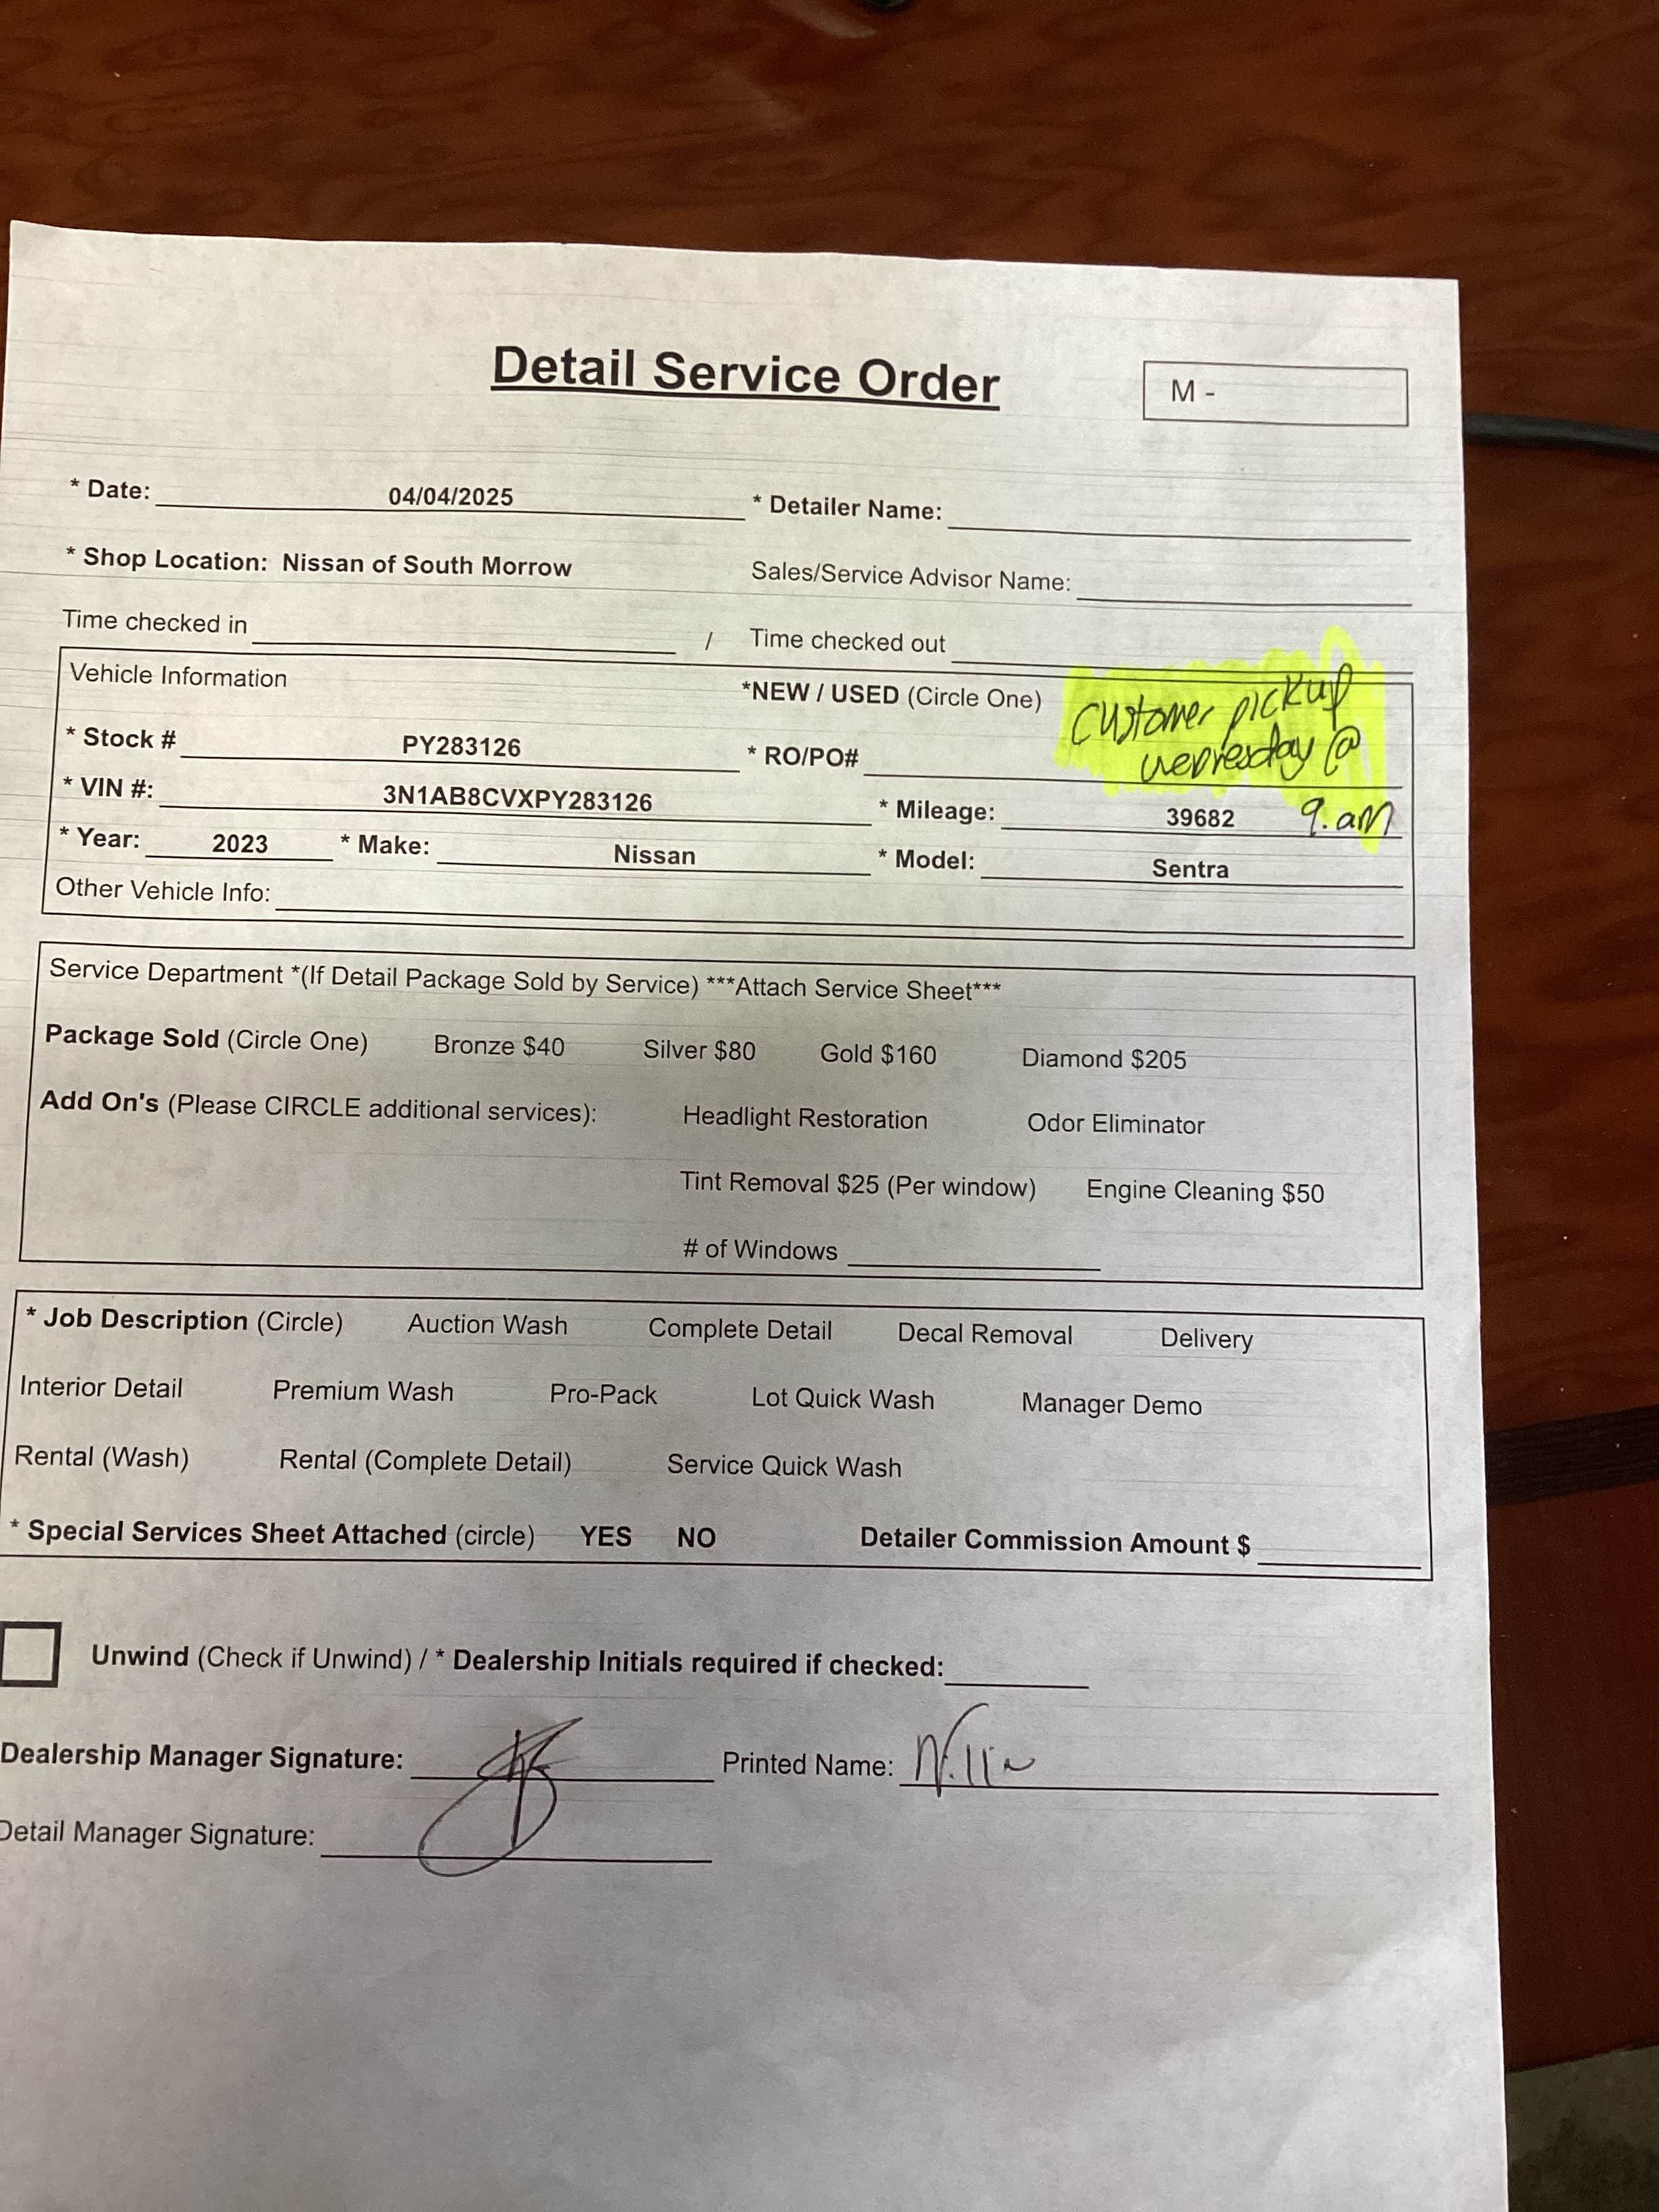 Detail Service Order
M -
* Date: 04/04/2025 * Detailer Name:
* Shop Location: Nissan of South Morrow Sales/Service Advisor Name:
Time checked in / Time checked out
Vehicle Information *NEW / USED (Circle One)
Customer pickup
Wednesday @
9.am
* Stock # PY283126 * RO/PO#
* VIN #: 3N1AB8CVXPY283126 * Mileage: 39682
* Year: 2023 * Make: Nissan * Model: Sentra
Other Vehicle Info:
Service Department *(If Detail Package Sold by Service) ***Attach Service Sheet***
Package Sold (Circle One) Bronze $40 Silver $80 Gold $160 Diamond $205
Add On's (Please CIRCLE additional services): Headlight Restoration Odor Eliminator
Tint Removal $25 (Per window) Engine Cleaning $50
# of Windows
* Job Description (Circle) Auction Wash Complete Detail Decal Removal Delivery
Interior Detail Premium Wash Pro-Pack Lot Quick Wash Manager Demo
Rental (Wash) Rental (Complete Detail) Service Quick Wash
* Special Services Sheet Attached (circle) YES NO Detailer Commission Amount $
Unwind (Check if Unwind) / * Dealership Initials required if checked:
Dealership Manager Signature: Printed Name:
Detail Manager Signature: